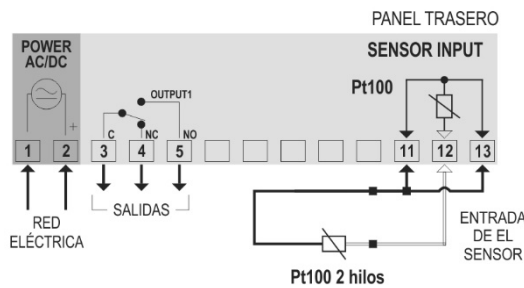 PANEL TRASERO
POWER
AC/DC
SENSOR INPUT
Pt100
OUTPUT1
+
C
NC
NO
1
2
3
4
5
11
12
13
RED
ELÉCTRICA
SALIDAS
ENTRADA
DE EL
SENSOR
Pt100 2 hilos